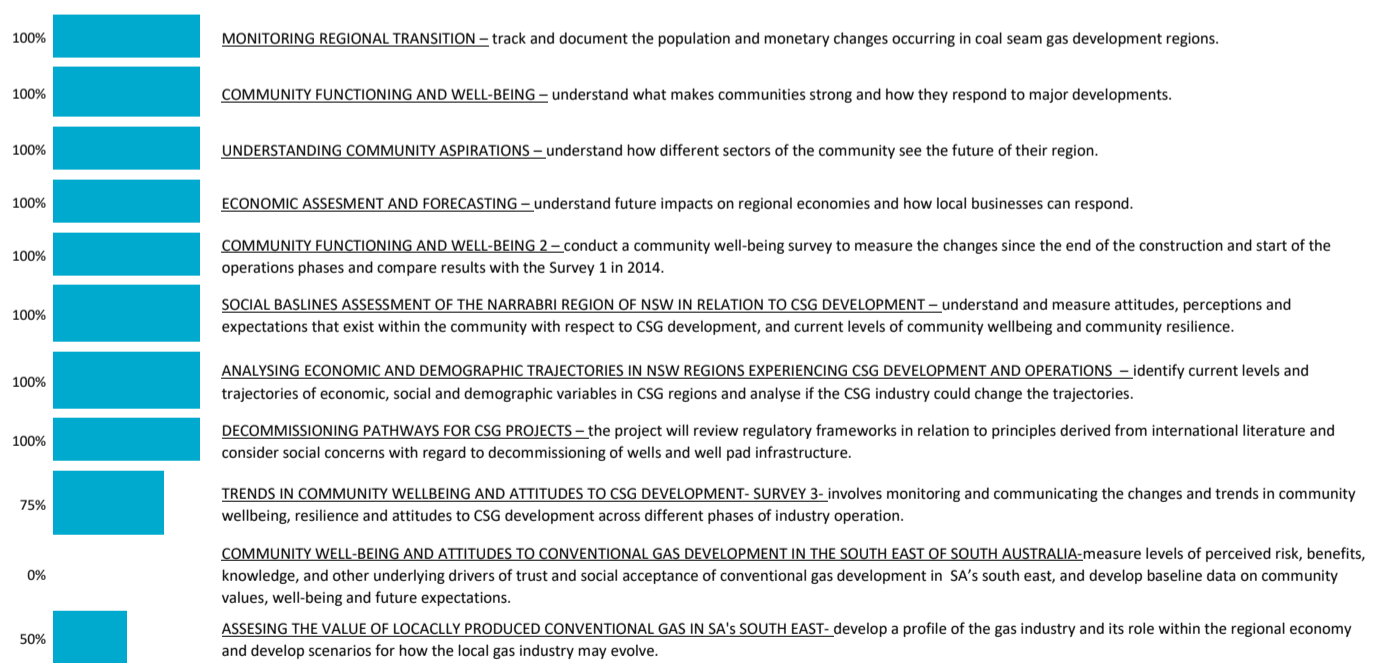 100% MONITORING REGIONAL TRANSITION – track and document the population and monetary changes occurring in coal seam gas development regions.
100% COMMUNITY FUNCTIONING AND WELL-BEING – understand what makes communities strong and how they respond to major developments.
100% UNDERSTANDING COMMUNITY ASPIRATIONS – understand how different sectors of the community see the future of their region.
100% ECONOMIC ASSESMENT AND FORECASTING – understand future impacts on regional economies and how local businesses can respond.
100% COMMUNITY FUNCTIONING AND WELL-BEING 2 – conduct a community well-being survey to measure the changes since the end of the construction and start of the
operations phases and compare results with the Survey 1 in 2014.
100% SOCIAL BASLINES ASSESSMENT OF THE NARRABRI REGION OF NSW IN RELATION TO CSG DEVELOPMENT – understand and measure attitudes, perceptions and
expectations that exist within the community with respect to CSG development, and current levels of community wellbeing and community resilience.
100% ANALYSING ECONOMIC AND DEMOGRAPHIC TRAJECTORIES IN NSW REGIONS EXPERIENCING CSG DEVELOPMENT AND OPERATIONS – identify current levels and
trajectories of economic, social and demographic variables in CSG regions and analyse if the CSG industry could change the trajectories.
100% DECOMMISSIONING PATHWAYS FOR CSG PROJECTS – the project will review regulatory frameworks in relation to principles derived from international literature and
consider social concerns with regard to decommissioning of wells and well pad infrastructure.
75% TRENDS IN COMMUNITY WELLBEING AND ATTITUDES TO CSG DEVELOPMENT- SURVEY 3- involves monitoring and communicating the changes and trends in community
wellbeing, resilience and attitudes to CSG development across different phases of industry operation.
COMMUNITY WELL-BEING AND ATTITUDES TO CONVENTIONAL GAS DEVELOPMENT IN THE SOUTH EAST OF SOUTH AUSTRALIA-measure levels of perceived risk, benefits,
0% knowledge, and other underlying drivers of trust and social acceptance of conventional gas development in SA's south east, and develop baseline data on community
values, well-being and future expectations.
50% ASSESING THE VALUE OF LOCACLLY PRODUCED CONVENTIONAL GAS IN SA's SOUTH EAST- develop a profile of the gas industry and its role within the regional economy
and develop scenarios for how the local gas industry may evolve.